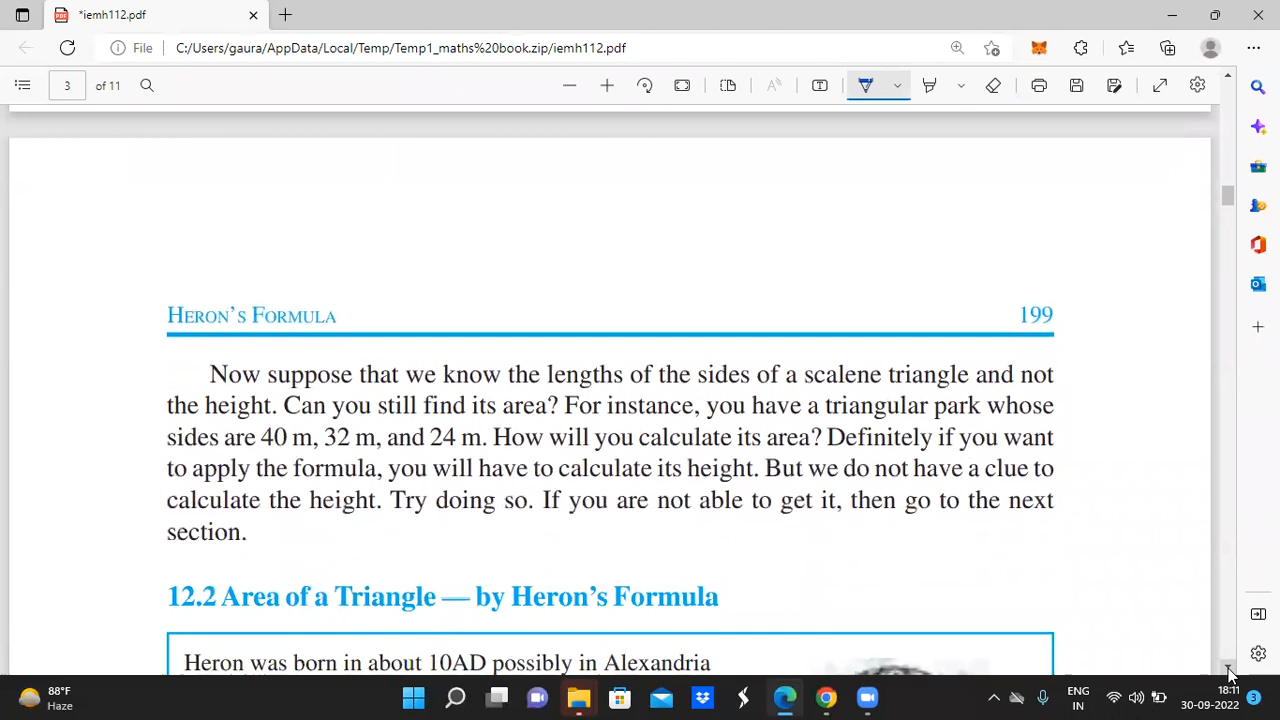 *iemh112.pdf
File C:/Users/gaura/AppData/Local/Temp/Temp1_maths%20book.zip/iemh112.pdf
3 of 11
HERON'S FORMULA 199
Now suppose that we know the lengths of the sides of a scalene triangle and not
the height. Can you still find its area? For instance, you have a triangular park whose
sides are 40 m, 32 m, and 24 m. How will you calculate its area? Definitely if you want
to apply the formula, you will have to calculate its height. But we do not have a clue to
calculate the height. Try doing so. If you are not able to get it, then go to the next
section.
12.2 Area of a Triangle — by Heron's Formula
Heron was born in about 10AD possibly in Alexandria
88°F
Haze
ENG
IN
18:11
30-09-2022
3